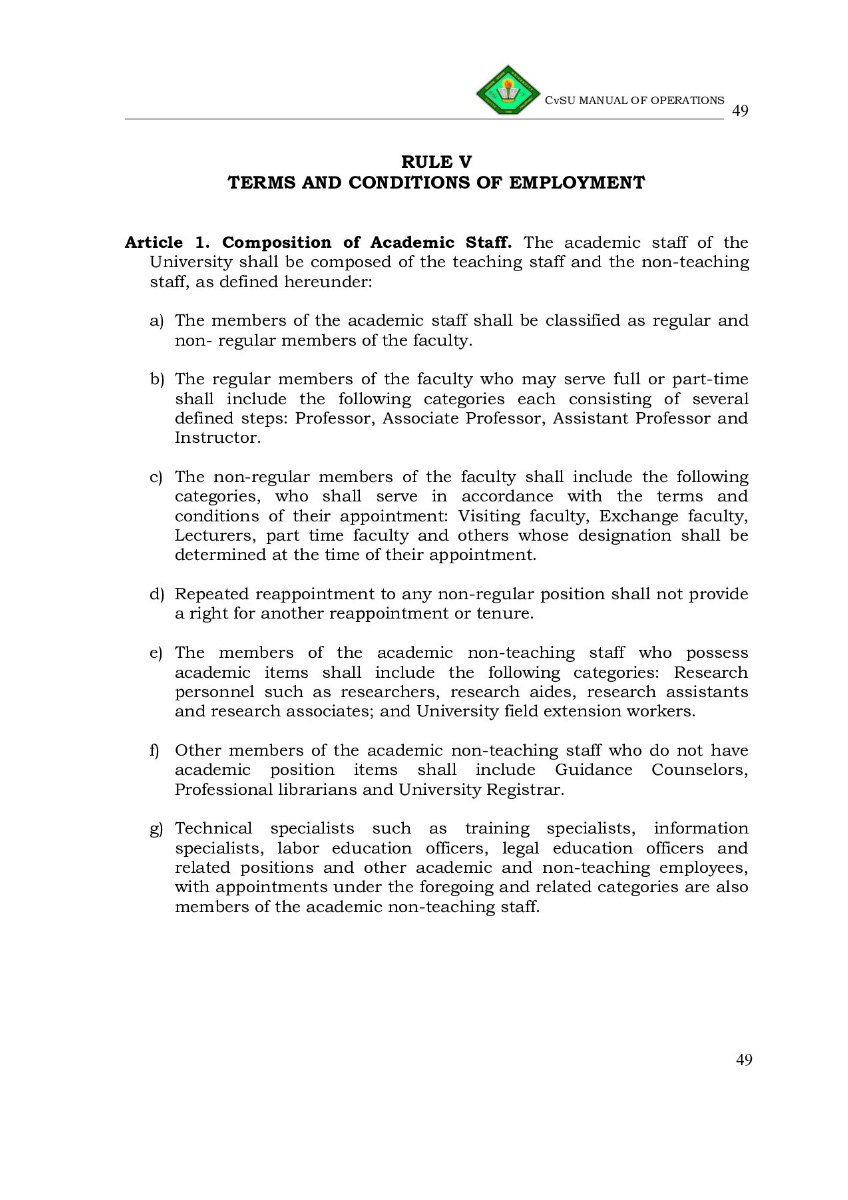 CvSU MANUAL OF OPERATIONS
49
RULE V
TERMS AND CONDITIONS OF EMPLOYMENT
Article 1. Composition of Academic Staff. The academic staff of the
University shall be composed of the teaching staff and the non-teaching
staff, as defined hereunder:
a) The members of the academic staff shall be classified as regular and
non- regular members of the faculty.
b) The regular members of the faculty who may serve full or part-time
shall include the following categories each consisting of several
defined steps: Professor, Associate Professor, Assistant Professor and
Instructor.
c) The non-regular members of the faculty shall include the following
categories, who shall serve in accordance with the terms and
conditions of their appointment: Visiting faculty, Exchange faculty,
Lecturers, part time faculty and others whose designation shall be
determined at the time of their appointment.
d) Repeated reappointment to any non-regular position shall not provide
a right for another reappointment or tenure.
e) The members of the academic non-teaching staff who possess
academic items shall include the following categories: Research
personnel such as researchers, research aides, research assistants
and research associates; and University field extension workers.
f) Other members of the academic non-teaching staff who do not have
academic position items shall include Guidance Counselors,
Professional librarians and University Registrar.
g) Technical specialists such as training specialists, information
specialists, labor education officers, legal education officers and
related positions and other academic and non-teaching employees,
with appointments under the foregoing and related categories are also
members of the academic non-teaching staff.
49